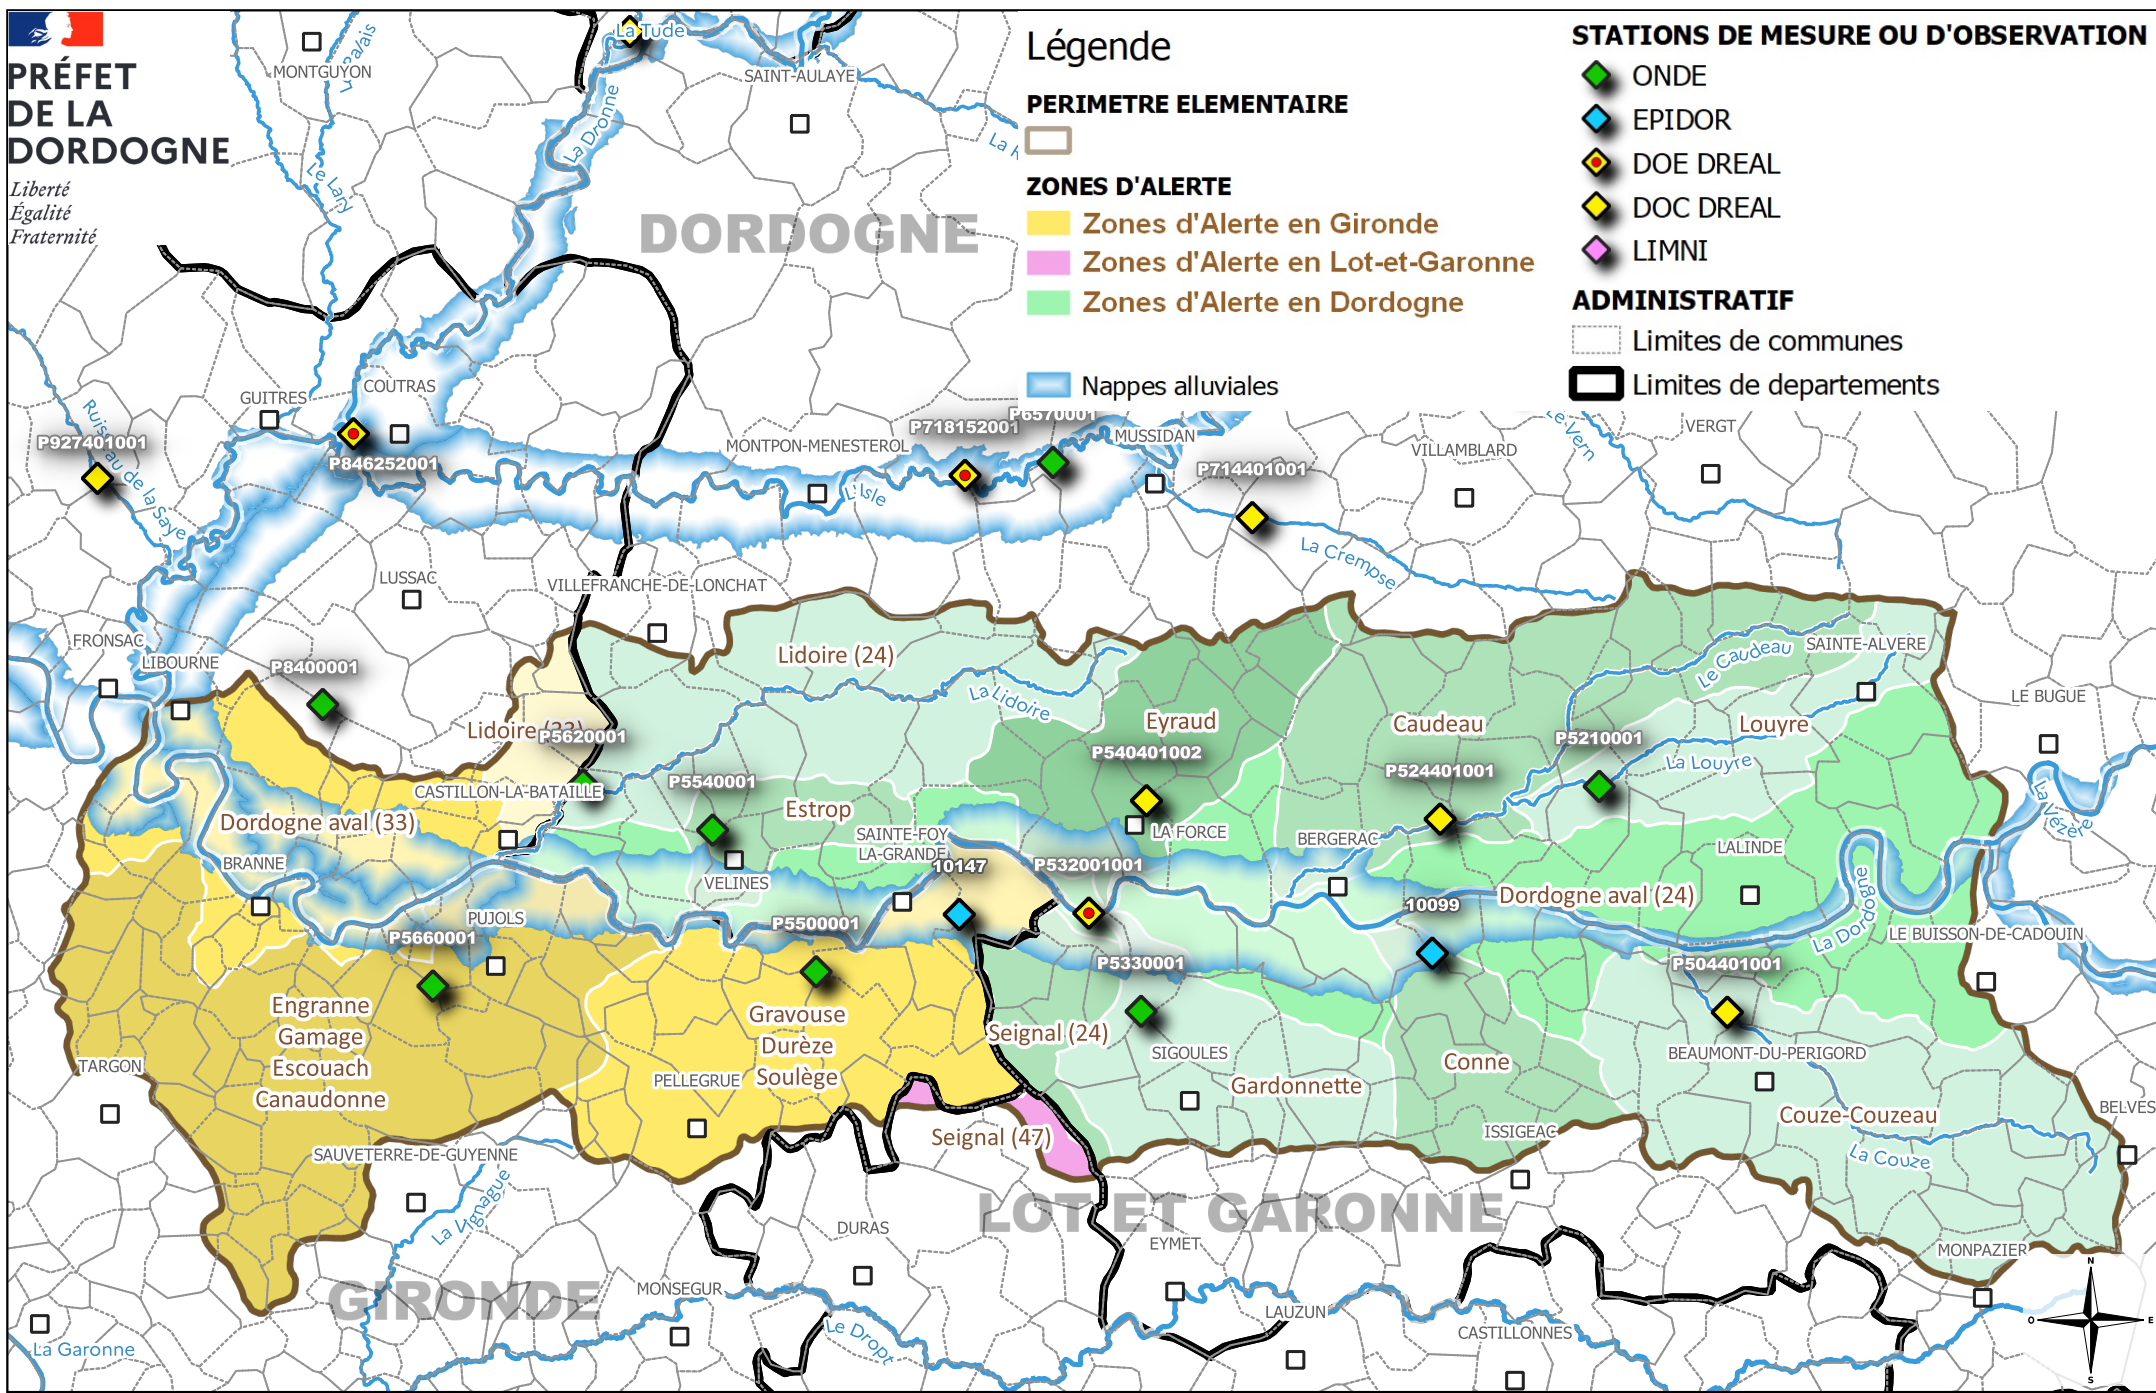 PRÉFET
DE LA
DORDOGNE
Liberté
Égalité
Fraternité
Légende
PERIMETRE ELEMENTAIRE
ZONES D'ALERTE
Zones d'Alerte en Gironde
Zones d'Alerte en Lot-et-Garonne
Zones d'Alerte en Dordogne
Nappes alluviales
STATIONS DE MESURE OU D'OBSERVATION
ONDE
EPIDOR
DOE DREAL
DOC DREAL
LIMNI
ADMINISTRATIF
Limites de communes
Limites de departements
MONTGUYON
Le Lary
La Tude
SAINT-AULAYE
La Dronne
DORDOGNE
GUITRES
COUTRAS
P927401001
Ruisseau de la Saye
P846252001
MONTPON-MENESTEROL
L'Isle
P718152001
P6570001
MUSSIDAN
P714401001
VILLAMBLARD
Le Vern
VERGT
La Crempse
LUSSAC
VILLEFRANCHE-DE-LONCHAT
FRONSAC
LIBOURNE
P8400001
Lidoire (24)
La Lidoire
Lidoire (33)
P5620001
Eyraud
P540401002
Caudeau
P524401001
Le Caudeau
SAINTE-ALVERE
Louyre
La Louyre
P5210001
LE BUGUE
La Vézère
CASTILLON-LA-BATAILLE
P5540001
Estrop
VELINES
SAINTE-FOY
LA-GRANDE
10147
LA FORCE
P532001001
BERGERAC
10099
LALINDE
Dordogne aval (24)
La Dordogne
LE BUISSON-DE-CADOUIN
Dordogne aval (33)
BRANNE
PUJOLS
P5660001
P5500001
P5330001
P504401001
Engranne
Gamage
Escouach
Canaudonne
Gravouse
Durèze
Soulège
PELLEGRUE
Seignal (24)
SIGOULES
Gardonnette
Conne
BEAUMONT-DU-PERIGORD
Couze-Couzeau
La Couze
BELVES
TARGON
SAUVETERRE-DE-GUYENNE
La Vignague
Seignal (47)
ISSIGEAC
LOT ET GARONNE
DURAS
EYMET
MONPAZIER
GIRONDE
MONSEGUR
Le Dropt
LAUZUN
CASTILLONNES
La Garonne
N
O
E
S